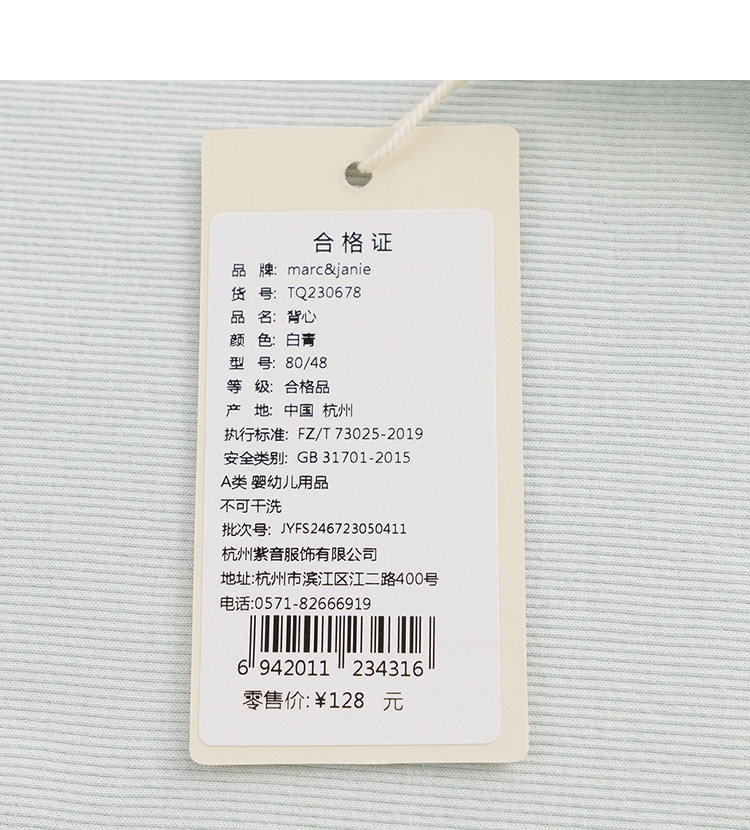 合格证
品 牌: marc&janie
货 号: TQ230678
品 名: 背心
颜 色: 白青
型 号: 80/48
等 级: 合格品
产 地: 中国 杭州
执行标准: FZ/T 73025-2019
安全类别: GB 31701-2015
A类 婴幼儿用品
不可干洗
批次号: JYFS246723050411
杭州紫音服饰有限公司
地址:杭州市滨江区江二路400号
电话:0571-82666919
6 942011 234316
零售价: ¥128 元